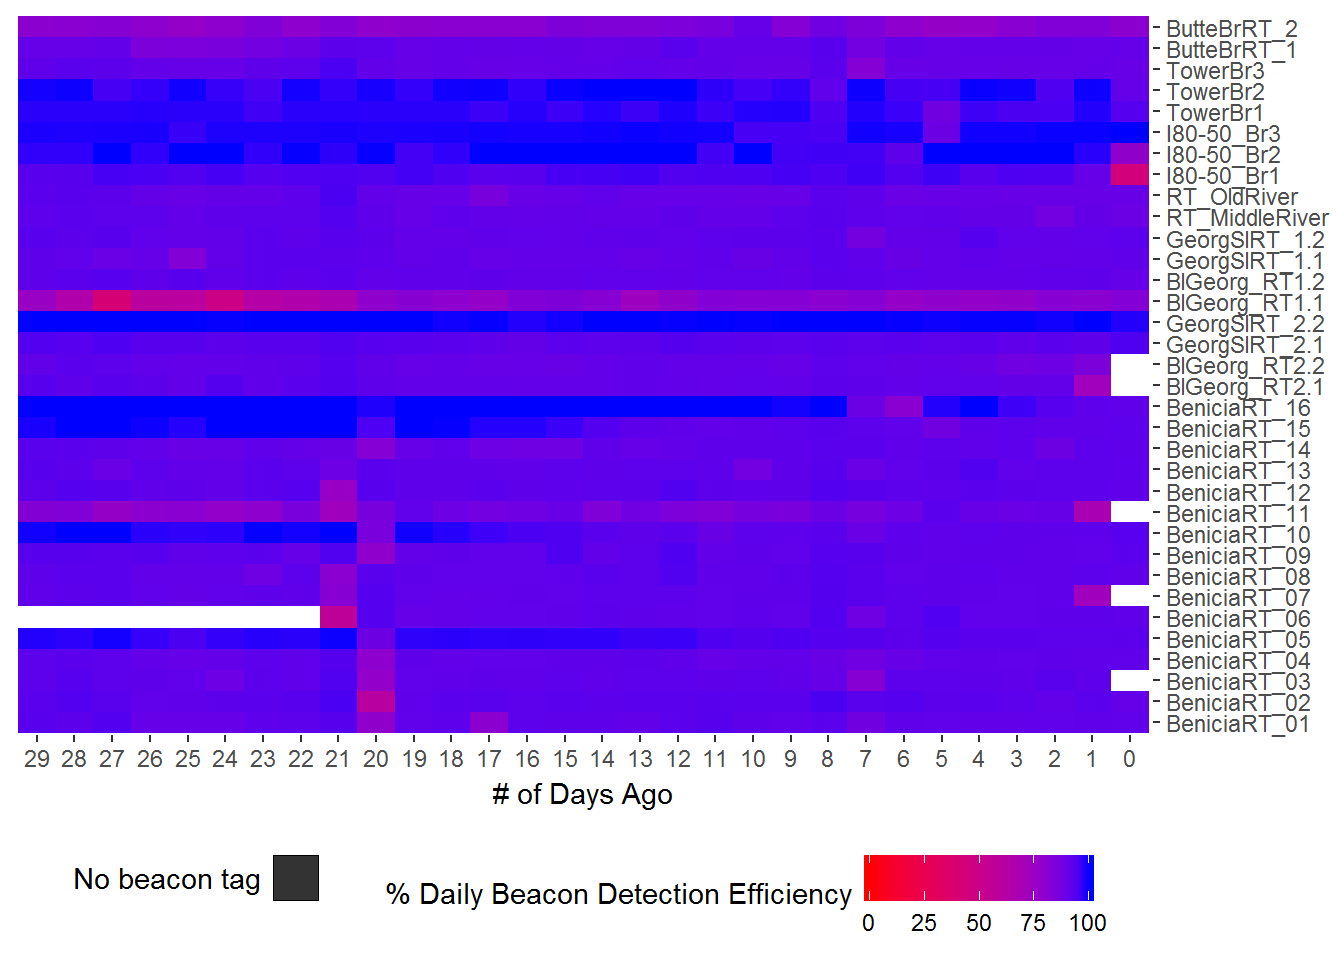 ButteBrRT_2
ButteBrRT_1
TowerBr3
TowerBr2
TowerBr1
I80-50_Br3
I80-50_Br2
I80-50_Br1
RT_OldRiver
RT_MiddleRiver
GeorgSlRT_1.2
GeorgSlRT_1.1
BlGeorg_RT1.2
BlGeorg_RT1.1
GeorgSlRT_2.2
GeorgSlRT_2.1
BlGeorg_RT2.2
BlGeorg_RT2.1
BeniciaRT_16
BeniciaRT_15
BeniciaRT_14
BeniciaRT_13
BeniciaRT_12
BeniciaRT_11
BeniciaRT_10
BeniciaRT_09
BeniciaRT_08
BeniciaRT_07
BeniciaRT_06
BeniciaRT_05
BeniciaRT_04
BeniciaRT_03
BeniciaRT_02
BeniciaRT_01
29 28 27 26 25 24 23 22 21 20 19 18 17 16 15 14 13 12 11 10 9 8 7 6 5 4 3 2 1 0
# of Days Ago
No beacon tag
% Daily Beacon Detection Efficiency
0 25 50 75 100